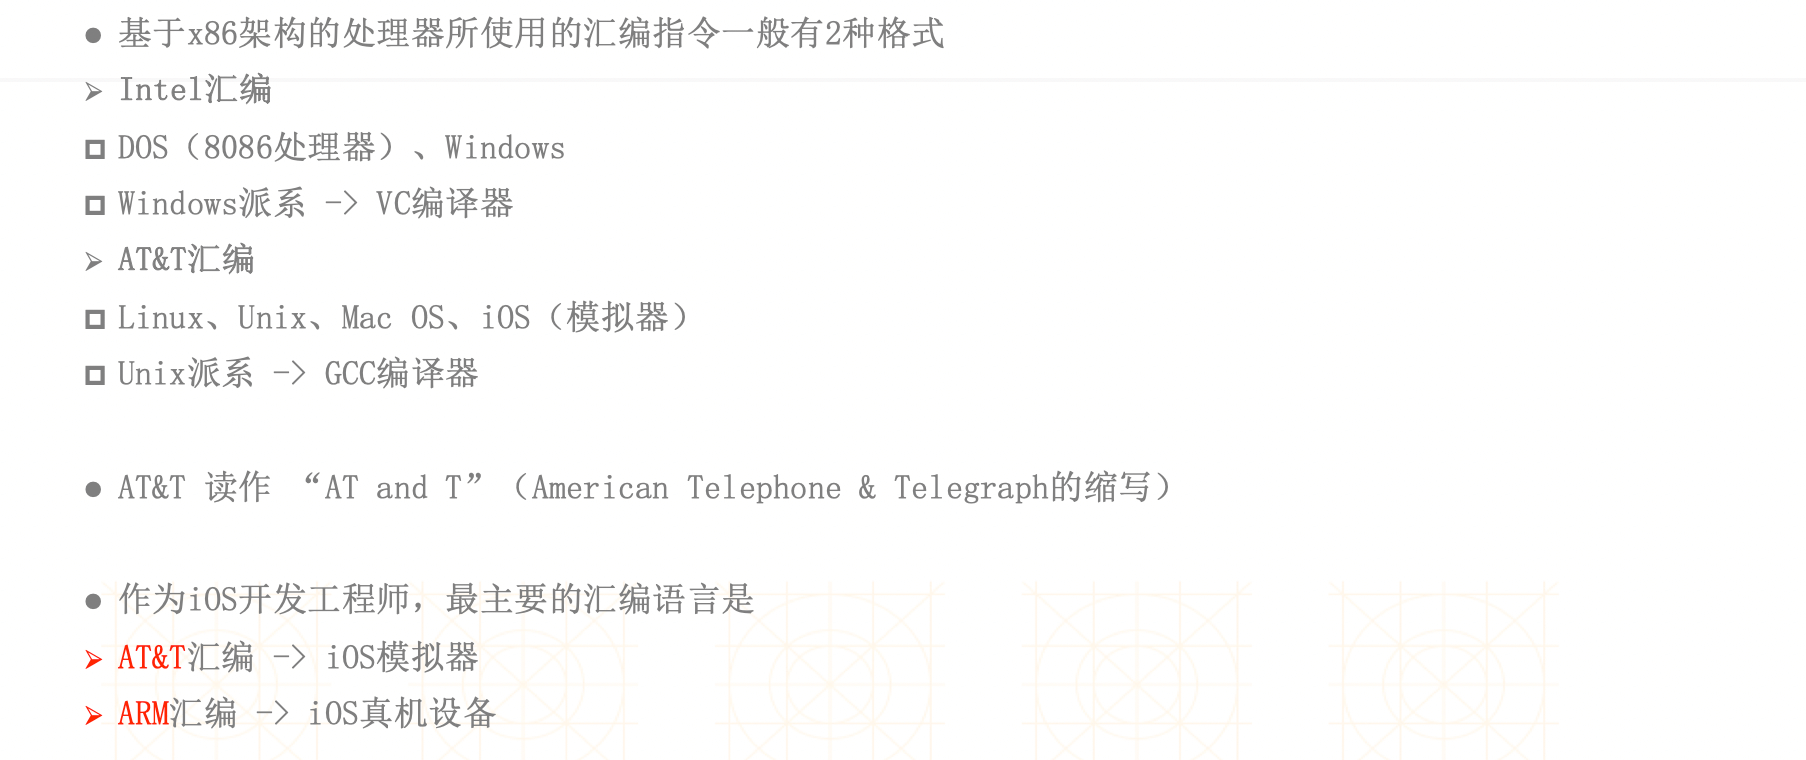 基于x86架构的处理器所使用的汇编指令一般有2种格式
Intel汇编
DOS（8086处理器）、Windows
Windows派系 -> VC编译器
AT&T汇编
Linux、Unix、Mac OS、iOS（模拟器）
Unix派系 -> GCC编译器
AT&T 读作 “AT and T”（American Telephone & Telegraph的缩写）
作为iOS开发工程师，最主要的汇编语言是
AT&T汇编 -> iOS模拟器
ARM汇编 -> iOS真机设备